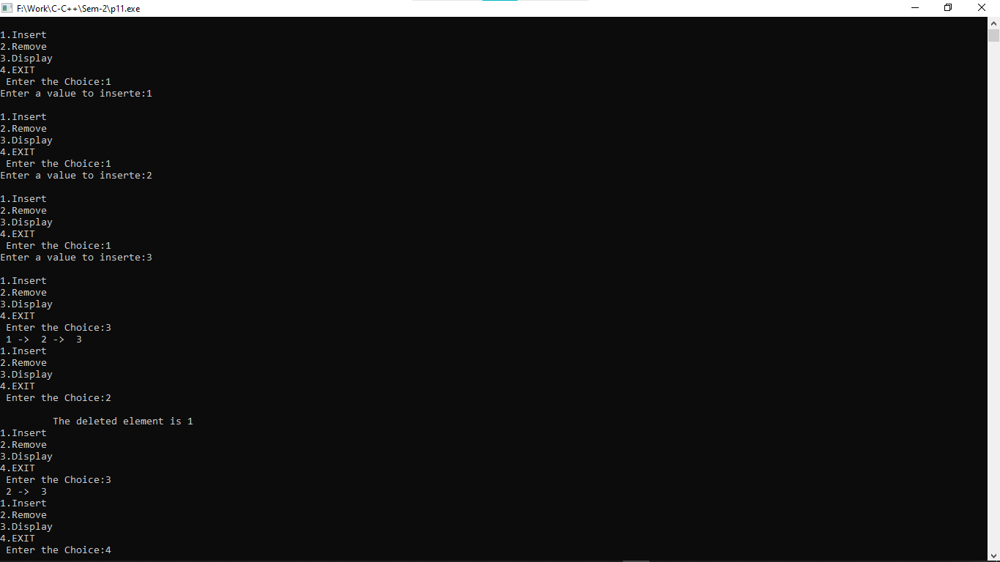 F:\Work\C-C++\Sem-2\p11.exe
1.Insert
2.Remove
3.Display
4.EXIT
 Enter the Choice:1
Enter a value to inserte:1
1.Insert
2.Remove
3.Display
4.EXIT
 Enter the Choice:1
Enter a value to inserte:2
1.Insert
2.Remove
3.Display
4.EXIT
 Enter the Choice:1
Enter a value to inserte:3
1.Insert
2.Remove
3.Display
4.EXIT
 Enter the Choice:3
 1 ->  2 ->  3
1.Insert
2.Remove
3.Display
4.EXIT
 Enter the Choice:2
         The deleted element is 1
1.Insert
2.Remove
3.Display
4.EXIT
 Enter the Choice:3
 2 ->  3
1.Insert
2.Remove
3.Display
4.EXIT
 Enter the Choice:4